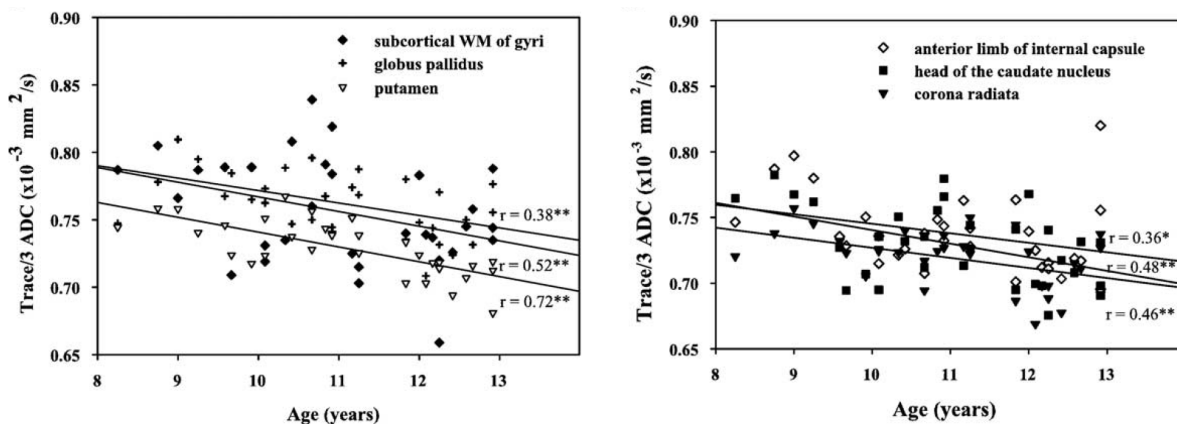 0.90
0.85
0.80
0.75
0.70
0.65
Trace/3 ADC (x10⁻³ mm²/s)
subcortical WM of gyri
globus pallidus
putamen
r = 0.38**
r = 0.52**
r = 0.72**
8 9 10 11 12 13
Age (years)
0.90
0.85
0.80
0.75
0.70
0.65
Trace/3 ADC (x10⁻³ mm²/s)
anterior limb of internal capsule
head of the caudate nucleus
corona radiata
r = 0.36*
r = 0.48**
r = 0.46**
8 9 10 11 12 13
Age (years)